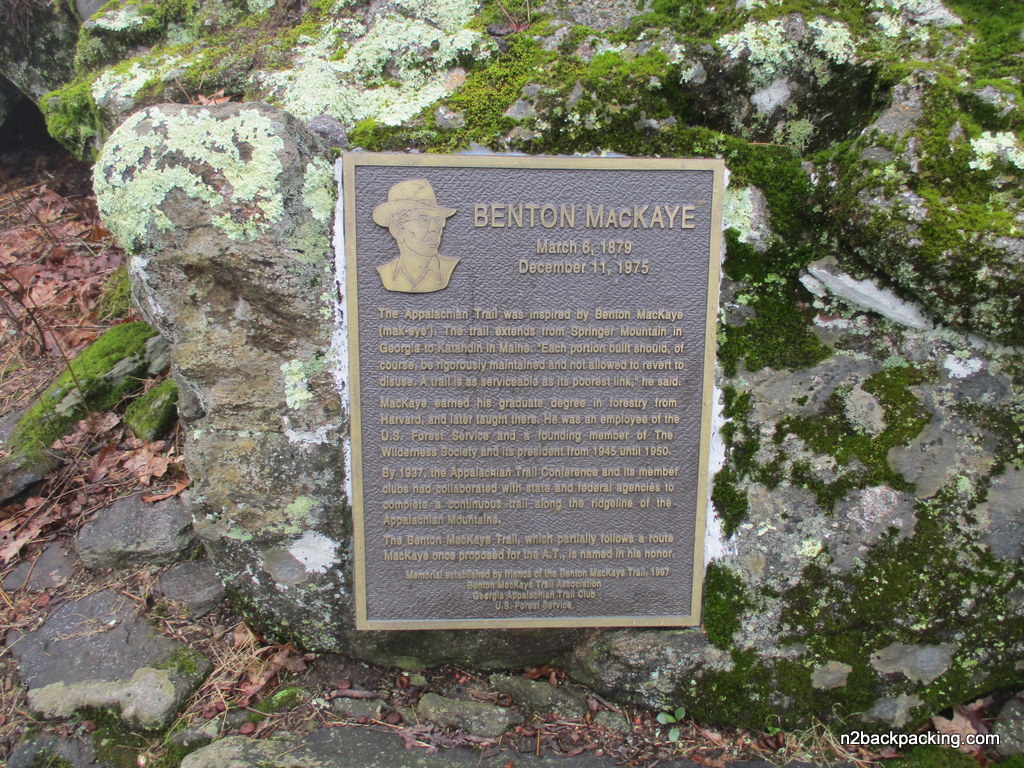 BENTON MacKAYE
March 6, 1879
December 11, 1975
The Appalachian Trail was inspired by Benton MacKaye
(mak-eye'). The trail extends from Springer Mountain in
Georgia to Katahdin in Maine. "Each portion built should, of
course, be rigorously maintained and not allowed to revert to
disuse. A trail is as serviceable as its poorest link," he said.
MacKaye earned his graduate degree in forestry from
Harvard, and later taught there. He was an employee of the
U.S. Forest Service and a founding member of The
Wilderness Society and its president from 1945 until 1950.
By 1937, the Appalachian Trail Conference and its member
clubs had collaborated with state and federal agencies to
complete a continuous trail along the ridgeline of the
Appalachian Mountains.
The Benton MacKaye Trail, which partially follows a route
MacKaye once proposed for the A.T., is named in his honor.
Memorial established by friends of the Benton MacKaye Trail, 1997
Benton MacKaye Trail Association
Georgia Appalachian Trail Club
U.S. Forest Service
n2backpacking.com